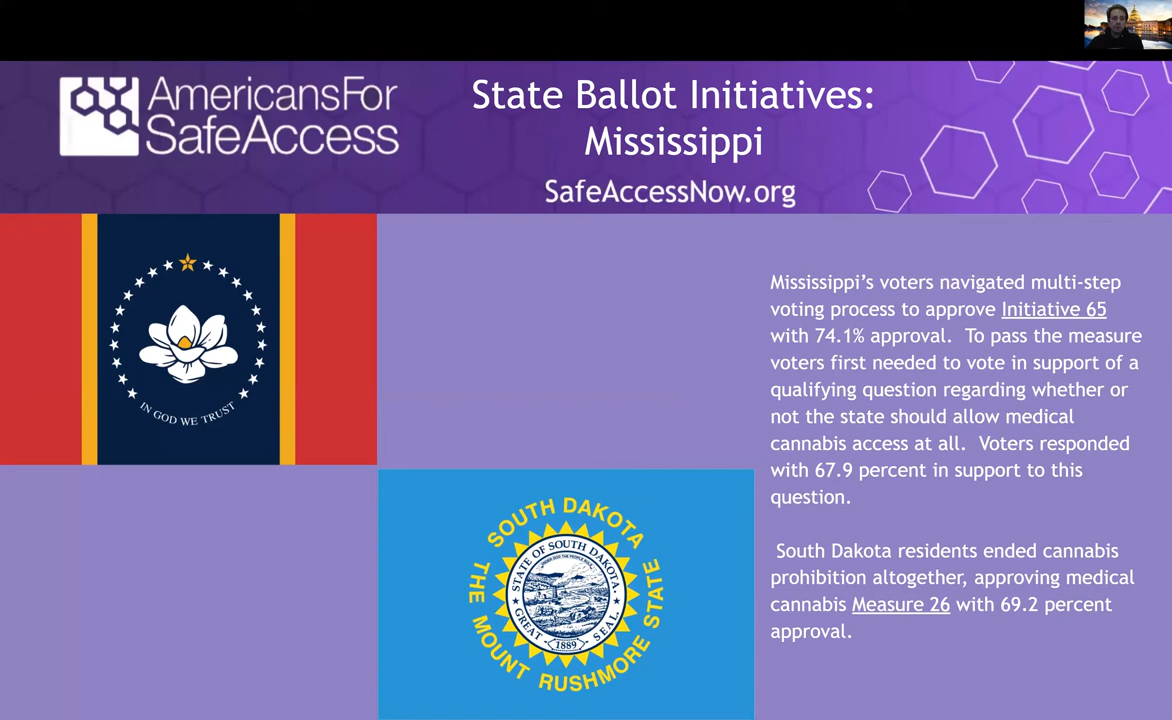 AmericansFor
SafeAccess
State Ballot Initiatives:
Mississippi
SafeAccessNow.org
IN GOD WE TRUST
Mississippi's voters navigated multi-step
voting process to approve Initiative 65
with 74.1% approval.  To pass the measure
voters first needed to vote in support of a
qualifying question regarding whether or
not the state should allow medical
cannabis access at all.  Voters responded
with 67.9 percent in support to this
question.
South Dakota residents ended cannabis
prohibition altogether, approving medical
cannabis Measure 26 with 69.2 percent
approval.
SOUTH DAKOTA
THE MOUNT RUSHMORE STATE
STATE OF SOUTH DAKOTA
UNDER GOD THE PEOPLE RULE
GREAT SEAL
1889